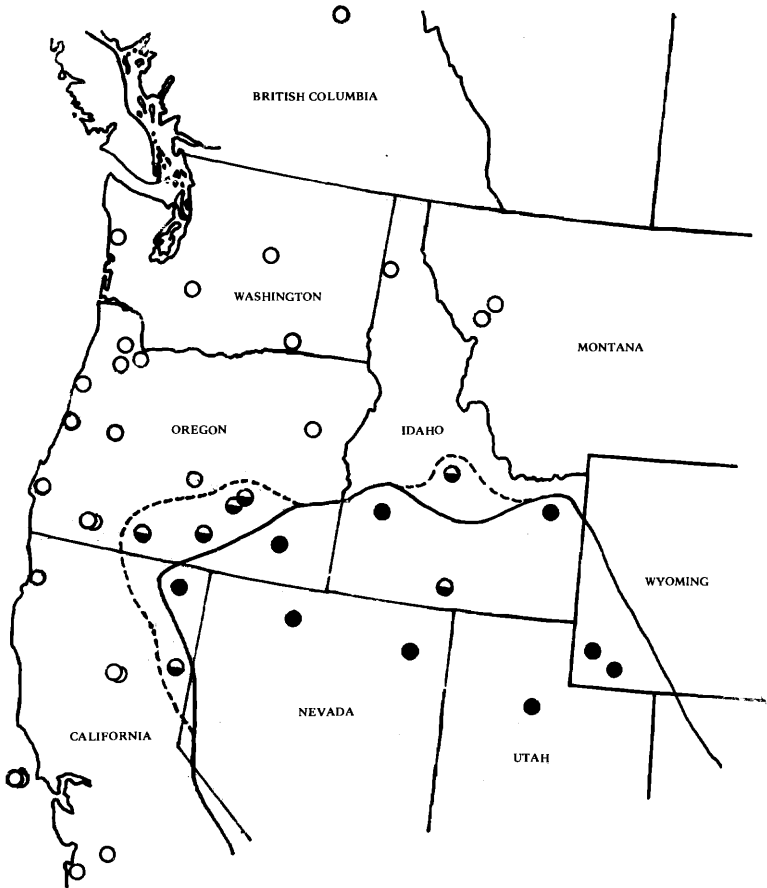 BRITISH COLUMBIA
WASHINGTON
MONTANA
OREGON
IDAHO
WYOMING
NEVADA
CALIFORNIA
UTAH